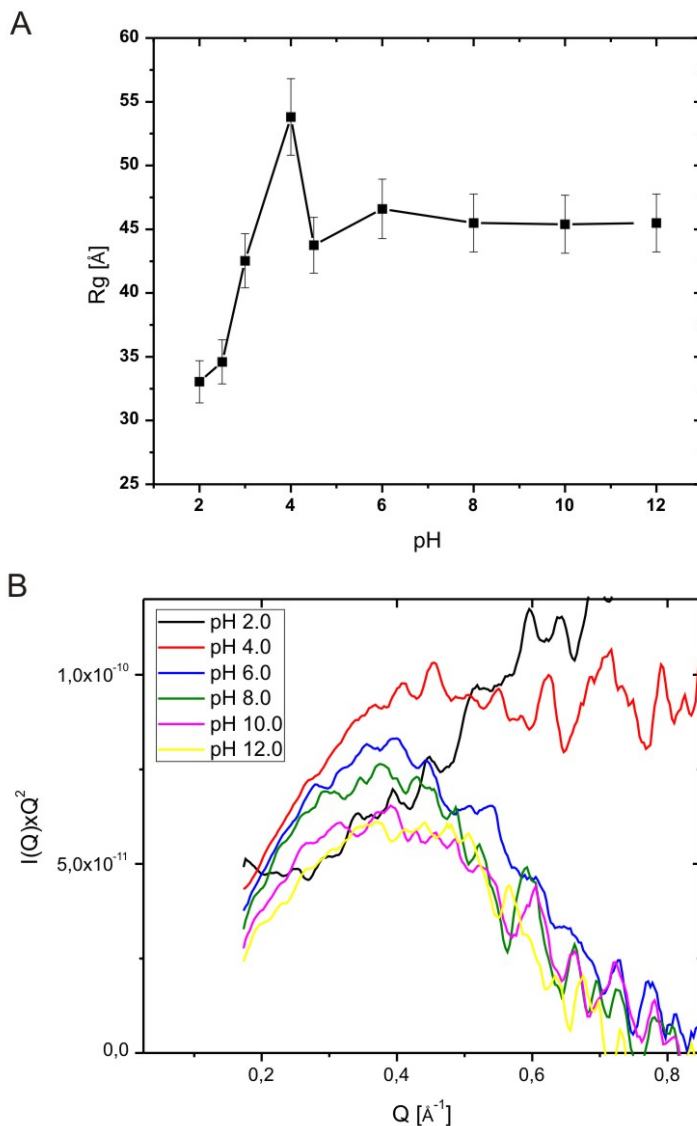 A
60
55
50
45
40
35
30
25
Rg [Å]
2 4 6 8 10 12
pH
B
pH 2.0
pH 4.0
pH 6.0
pH 8.0
pH 10.0
pH 12.0
1,0x10⁻¹⁰
5,0x10⁻¹¹
0,0
I(Q)xQ²
0,2 0,4 0,6 0,8
Q [Å⁻¹]